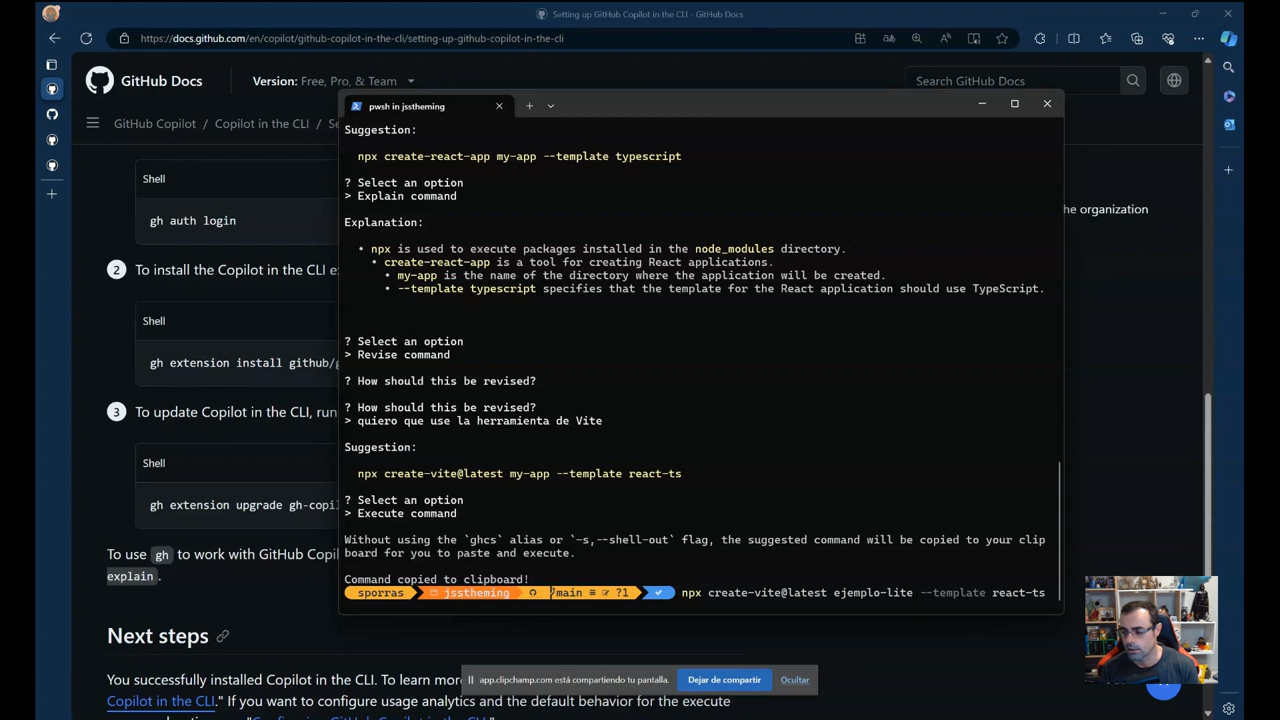 Setting up GitHub Copilot in the CLI - GitHub Docs
https://docs.github.com/en/copilot/github-copilot-in-the-cli/setting-up-github-copilot-in-the-cli
GitHub Docs
Version: Free, Pro, & Team
Search GitHub Docs
GitHub Copilot / Copilot in the CLI /
Shell
gh auth login
2 To install the Copilot in the CLI
Shell
gh extension install
3 To update Copilot in the CLI, run
Shell
gh extension upgrade
To use gh to work with GitHub
explain.
Next steps
You successfully installed Copilot in the CLI. To learn
Copilot in the CLI." If you want to configure usage analytics and the default behavior for the execute
he organization
pwsh in jsstheming
Suggestion:
npx create-react-app my-app --template typescript
? Select an option
> Explain command
Explanation:
• npx is used to execute packages installed in the node_modules directory.
• create-react-app is a tool for creating React applications.
• my-app is the name of the directory where the application will be created.
• --template typescript specifies that the template for the React application should use TypeScript.
? Select an option
> Revise command
? How should this be revised?
? How should this be revised?
> quiero que use la herramienta de Vite
Suggestion:
npx create-vite@latest my-app --template react-ts
? Select an option
> Execute command
Without using the `ghcs` alias or `-s,--shell-out` flag, the suggested command will be copied to your clip
board for you to paste and execute.
Command copied to clipboard!
sporras jsstheming main ≡ ?1 npx create-vite@latest ejemplo-lite --template react-ts
app.clipchamp.com está compartiendo tu pantalla.
Dejar de compartir
Ocultar